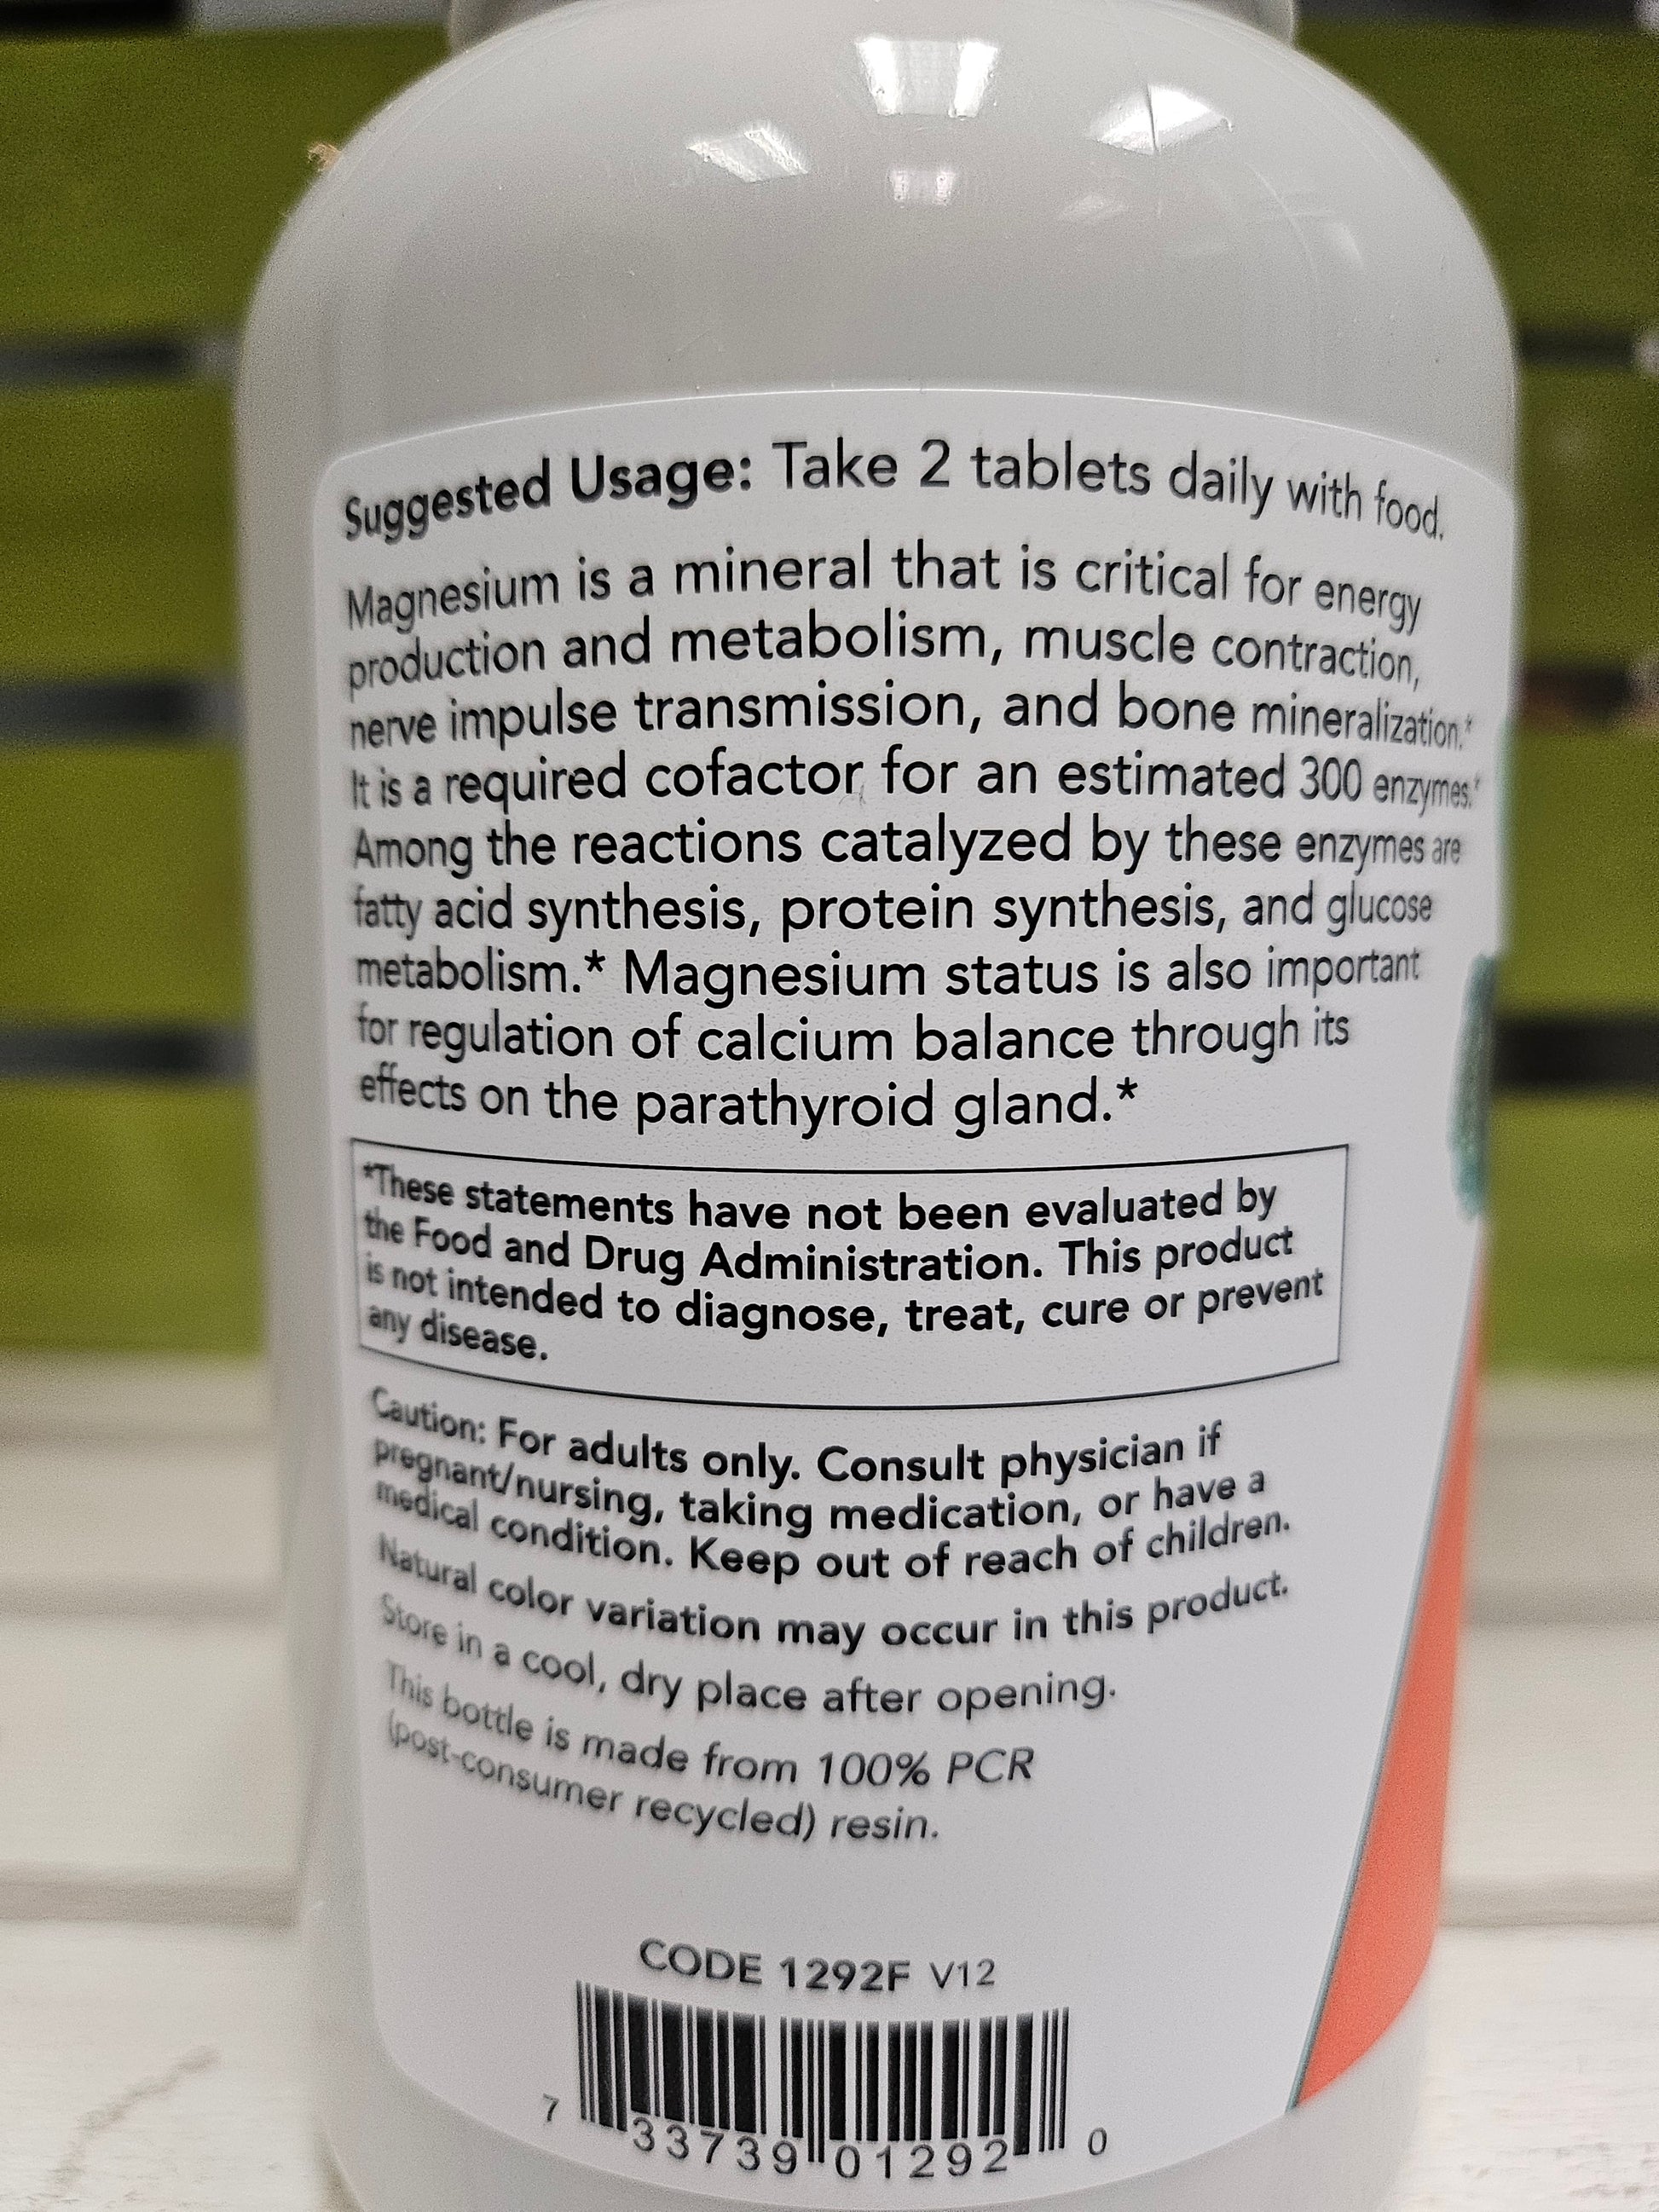 Suggested Usage: Take 2 tablets daily with food.
Magnesium is a mineral that is critical for energy
production and metabolism, muscle contraction,
nerve impulse transmission, and bone mineralization.*
It is a required cofactor for an estimated 300 enzymes.*
Among the reactions catalyzed by these enzymes are
fatty acid synthesis, protein synthesis, and glucose
metabolism.* Magnesium status is also important
for regulation of calcium balance through its
effects on the parathyroid gland.*
*These statements have not been evaluated by
the Food and Drug Administration. This product
is not intended to diagnose, treat, cure or prevent
any disease.
Caution: For adults only. Consult physician if
pregnant/nursing, taking medication, or have a
medical condition. Keep out of reach of children.
Natural color variation may occur in this product.
Store in a cool, dry place after opening.
This bottle is made from 100% PCR
(post-consumer recycled) resin.
CODE 1292F V12
7 33739 01292 0